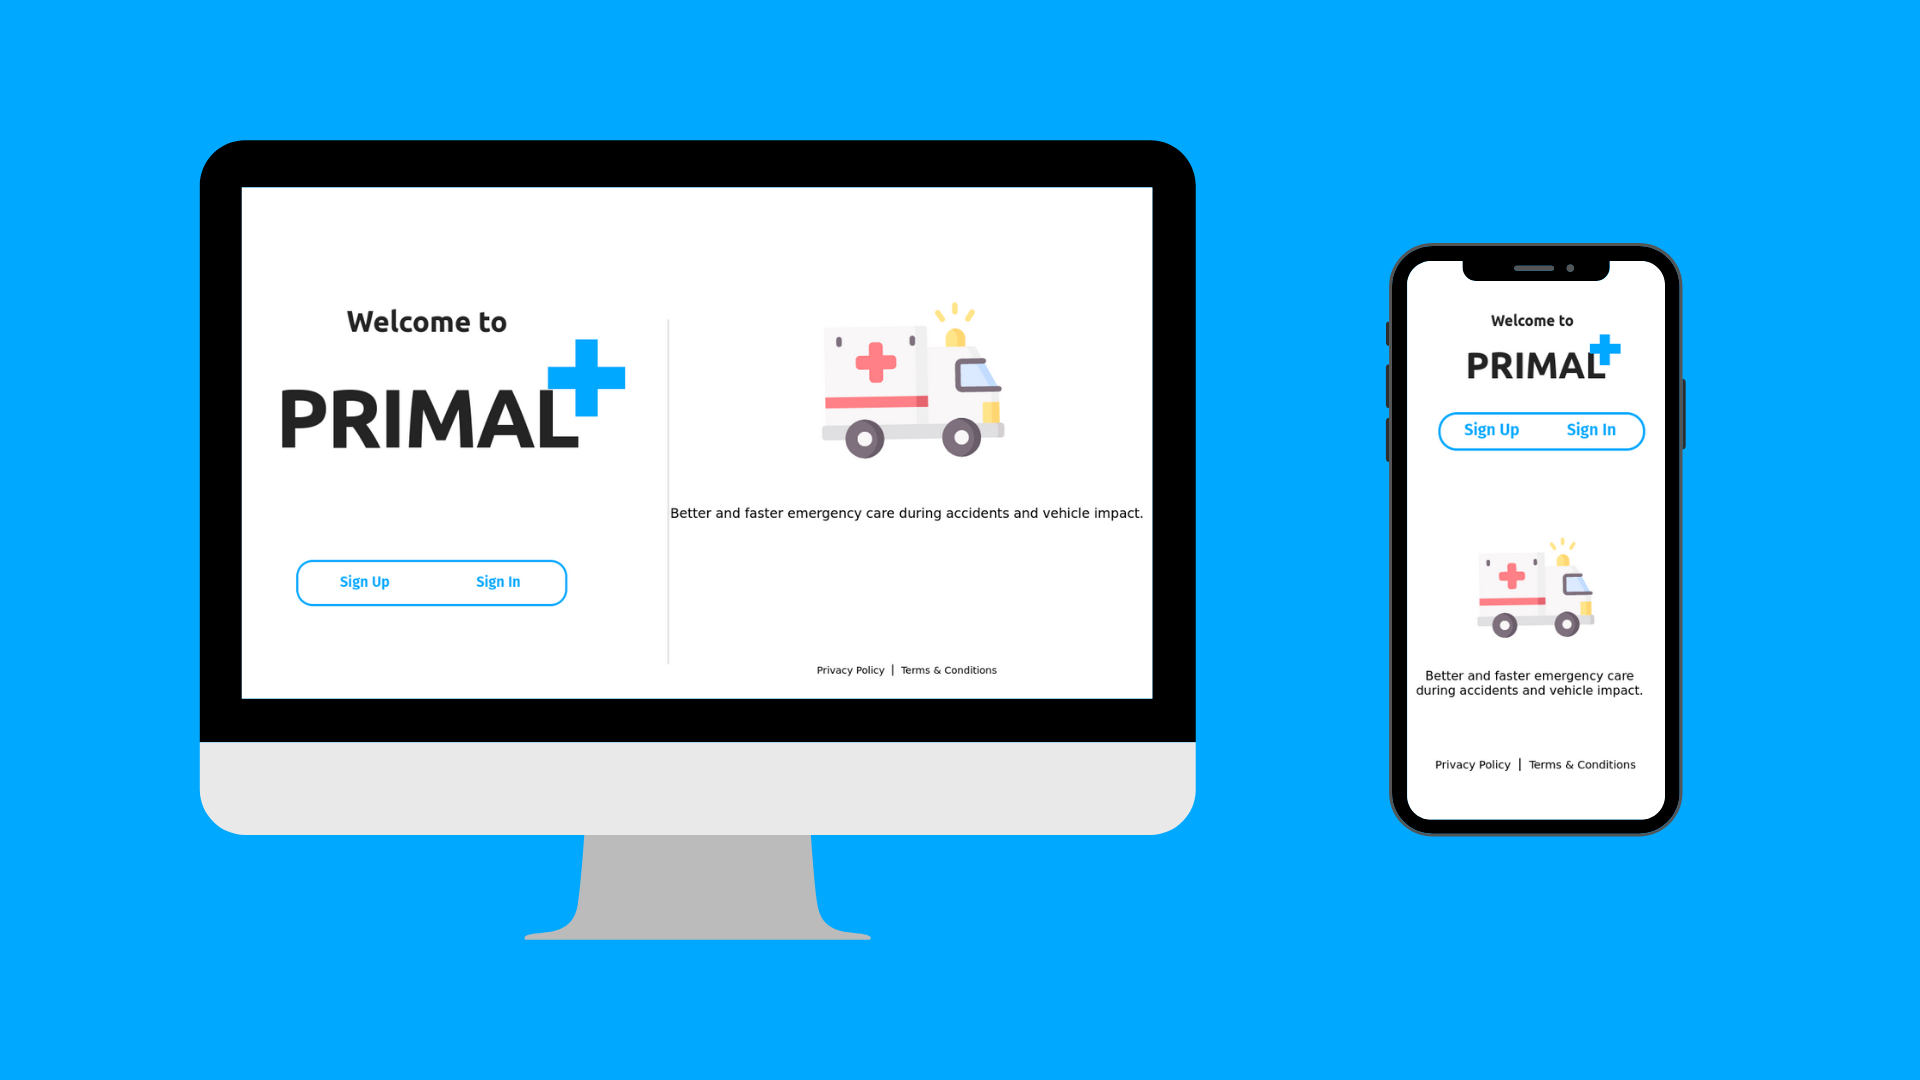 Welcome to
PRIMAL+
Sign Up Sign In
Better and faster emergency care during accidents and vehicle impact.
Privacy Policy | Terms & Conditions
Welcome to
PRIMAL+
Sign Up Sign In
Better and faster emergency care
during accidents and vehicle impact.
Privacy Policy | Terms & Conditions